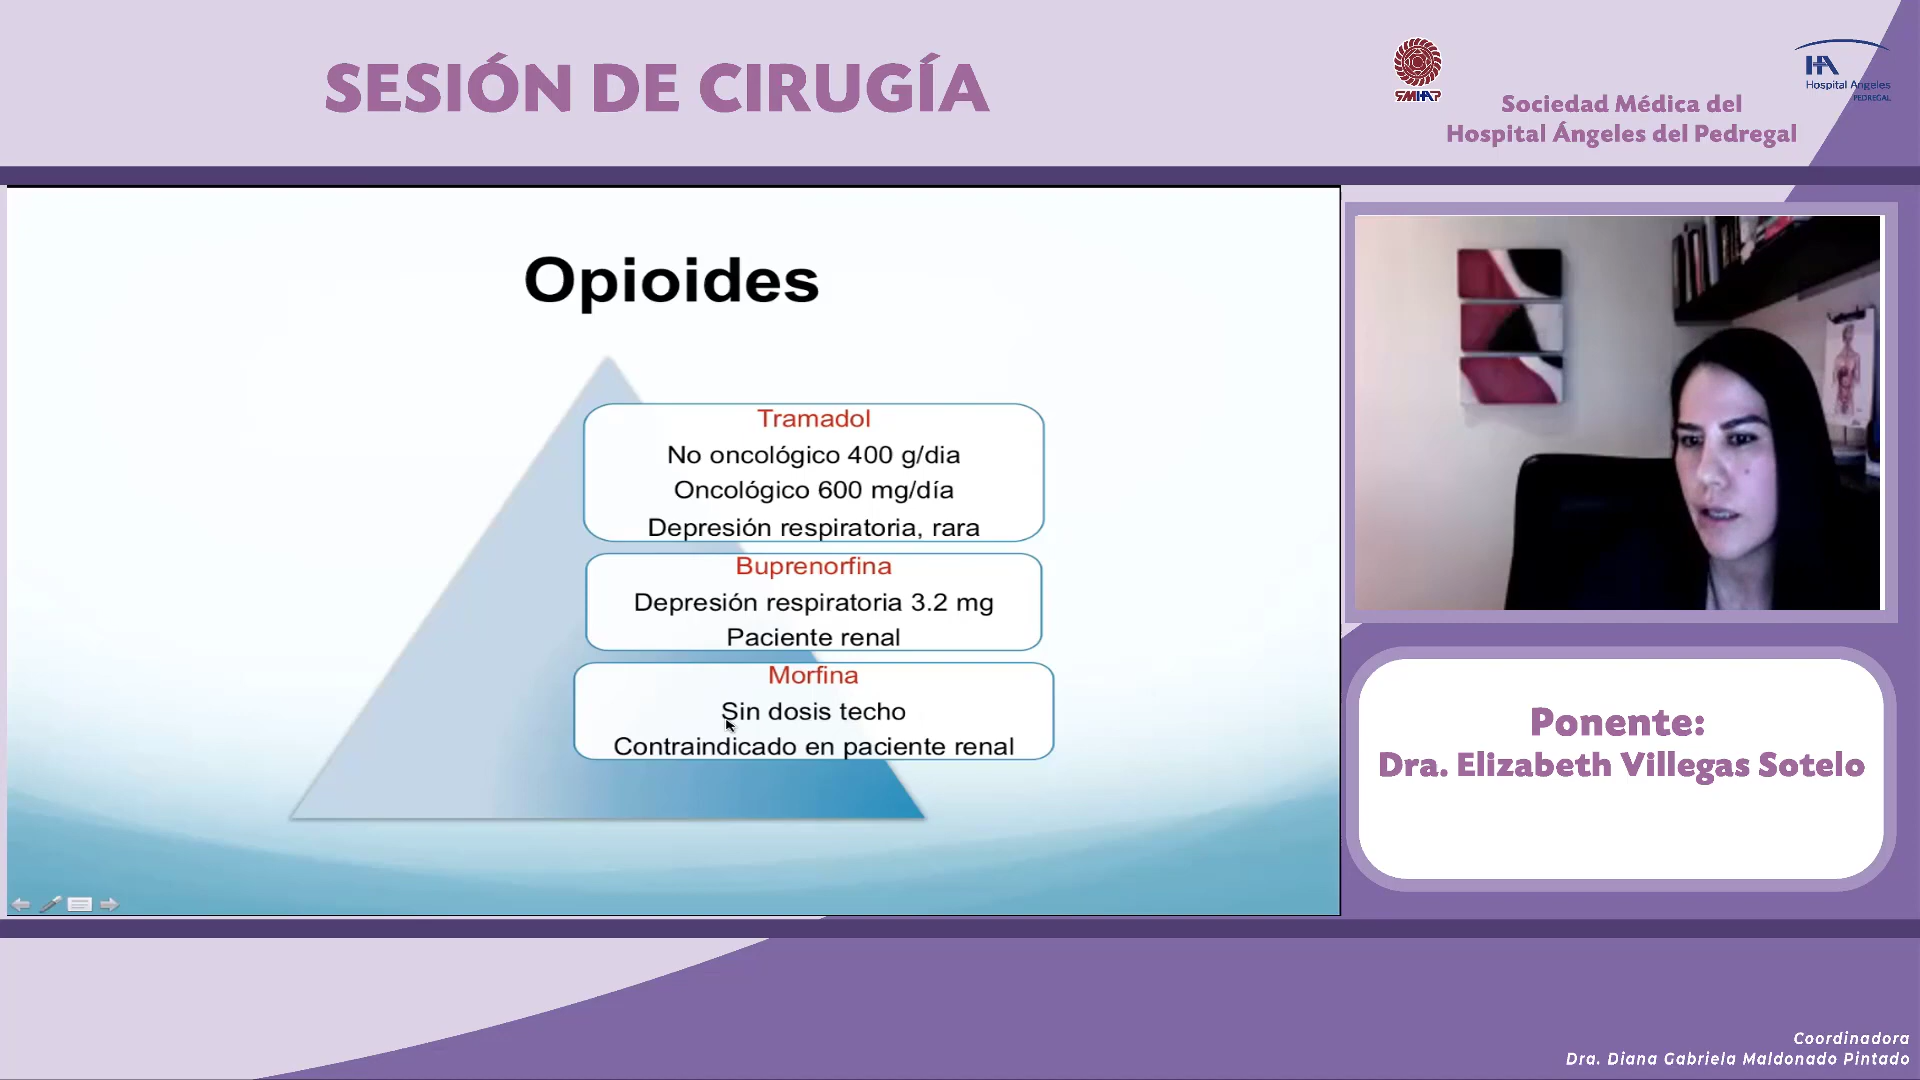 SESIÓN DE CIRUGÍA
SMHAP
Sociedad Médica del
Hospital Ángeles del Pedregal
HA
Hospital Angeles
PEDREGAL
Opioides
Tramadol
No oncológico 400 g/dia
Oncológico 600 mg/día
Depresión respiratoria, rara
Buprenorfina
Depresión respiratoria 3.2 mg
Paciente renal
Morfina
Sin dosis techo
Contraindicado en paciente renal
Ponente:
Dra. Elizabeth Villegas Sotelo
Coordinadora
Dra. Diana Gabriela Maldonado Pintado